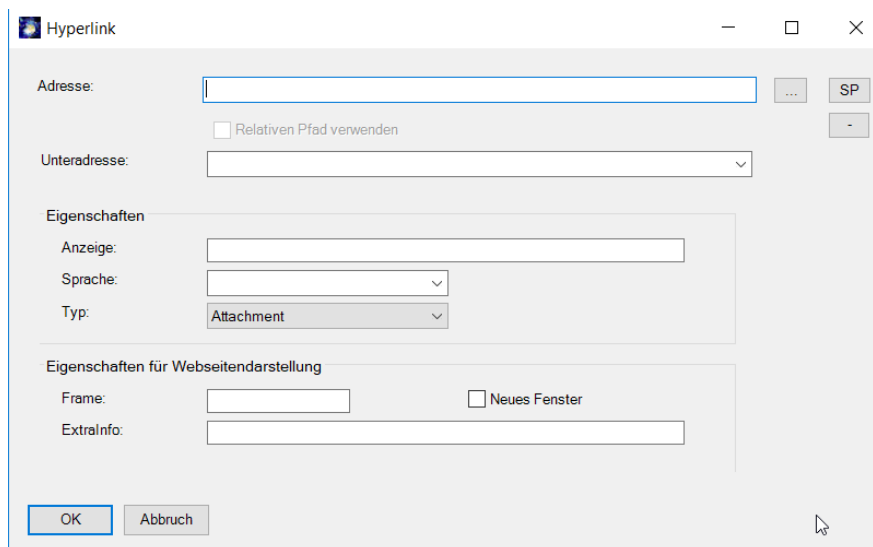 Hyperlink
Adresse:
...
SP
Relativen Pfad verwenden
-
Unteradresse:
Eigenschaften
Anzeige:
Sprache:
Typ:
Attachment
Eigenschaften für Webseitendarstellung
Frame:
Neues Fenster
ExtraInfo:
OK
Abbruch